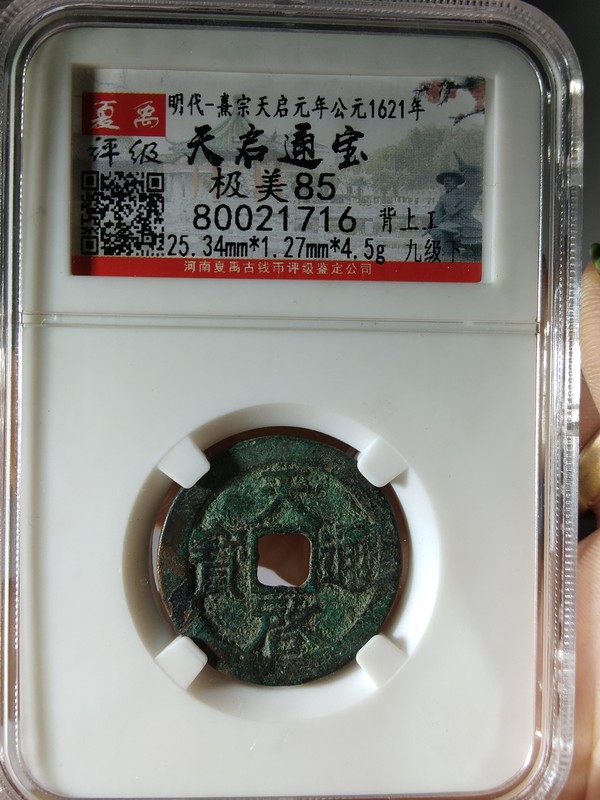 夏禹
评级
明代-熹宗天启元年公元1621年
天启通宝
极美85
80021716 背上工
25.34mm*1.27mm*4.5g 九级下
河南夏禹古钱币评级鉴定公司
天啓通寶